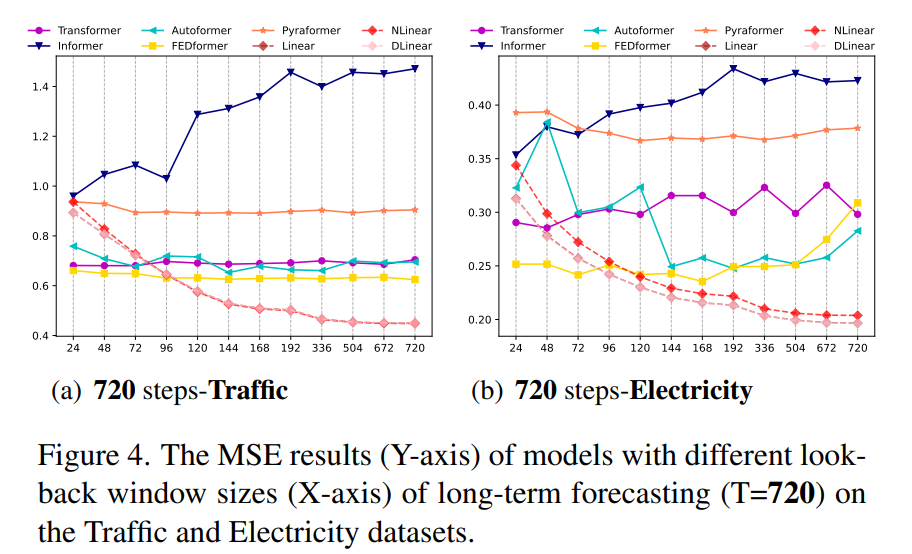 Transformer Autoformer Pyraformer NLinear
Informer FEDformer Linear DLinear
1.4
1.2
1.0
0.8
0.6
0.4
24 48 72 96 120 144 168 192 336 504 672 720
(a) 720 steps-Traffic
Transformer Autoformer Pyraformer NLinear
Informer FEDformer Linear DLinear
0.40
0.35
0.30
0.25
0.20
24 48 72 96 120 144 168 192 336 504 672 720
(b) 720 steps-Electricity
Figure 4. The MSE results (Y-axis) of models with different look-
back window sizes (X-axis) of long-term forecasting (T=720) on
the Traffic and Electricity datasets.